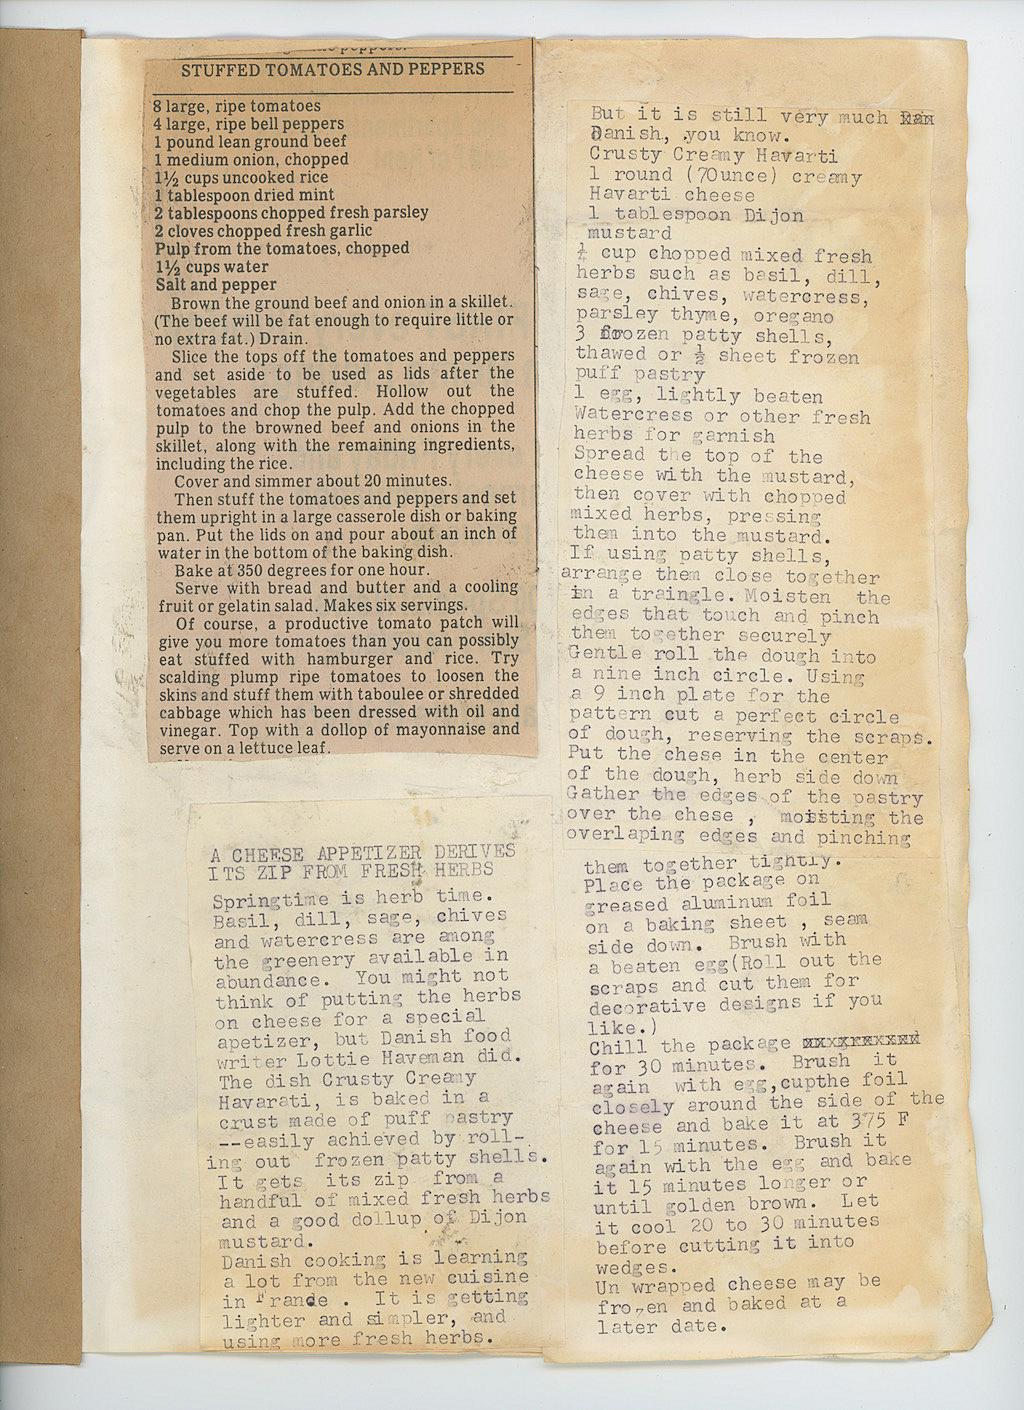 peppers.
STUFFED TOMATOES AND PEPPERS
8 large, ripe tomatoes
4 large, ripe bell peppers
1 pound lean ground beef
1 medium onion, chopped
1½ cups uncooked rice
1 tablespoon dried mint
2 tablespoons chopped fresh parsley
2 cloves chopped fresh garlic
Pulp from the tomatoes, chopped
1½ cups water
Salt and pepper
Brown the ground beef and onion in a skillet.
(The beef will be fat enough to require little or
no extra fat.) Drain.
Slice the tops off the tomatoes and peppers
and set aside to be used as lids after the
vegetables are stuffed. Hollow out the
tomatoes and chop the pulp. Add the chopped
pulp to the browned beef and onions in the
skillet, along with the remaining ingredients,
including the rice.
Cover and simmer about 20 minutes.
Then stuff the tomatoes and peppers and set
them upright in a large casserole dish or baking
pan. Put the lids on and pour about an inch of
water in the bottom of the baking dish.
Bake at 350 degrees for one hour.
Serve with bread and butter and a cooling
fruit or gelatin salad. Makes six servings.
Of course, a productive tomato patch will
give you more tomatoes than you can possibly
eat stuffed with hamburger and rice. Try
scalding plump ripe tomatoes to loosen the
skins and stuff them with taboulee or shredded
cabbage which has been dressed with oil and
vinegar. Top with a dollop of mayonnaise and
serve on a lettuce leaf.
A CHEESE APPETIZER DERIVES
ITS ZIP FROM FRESH HERBS
Springtime is herb time.
Basil, dill, sage, chives
and watercress are among
the greenery available in
abundance. You might not
think of putting the herbs
on cheese for a special
apetizer, but Danish food
writer Lottie Haveman did.
The dish Crusty Creamy
Havarati, is baked in a
crust made of puff pastry
--easily achieved by roll-
ing out frozen patty shells.
It gets its zip from a
handful of mixed fresh herbs
and a good dollup of Dijon
mustard.
Danish cooking is learning
a lot from the new cuisine
in France . It is getting
lighter and simpler, and
using more fresh herbs.
But it is still very much
Danish, you know.
Crusty Creamy Havarti
1 round (70unce) creamy
Havarti cheese
1 tablespoon Dijon
mustard
cup chopped mixed fresh
herbs such as basil, dill,
sage, chives, watercress,
parsley thyme, oregano
3 frozen patty shells,
thawed or ½ sheet frozen
puff pastry
1 egg, lightly beaten
Watercress or other fresh
herbs for garnish
Spread the top of the
cheese with the mustard,
then cover with chopped
mixed herbs, pressing
them into the mustard.
If using patty shells,
arrange them close together
in a traingle. Moisten the
edges that touch and pinch
them together securely
Gentle roll the dough into
a nine inch circle. Using
a 9 inch plate for the
pattern cut a perfect circle
of dough, reserving the scraps.
Put the chese in the center
of the dough, herb side down
Gather the edges of the pastry
over the chese , moisting the
overlaping edges and pinching
them together tightly.
Place the package on
greased aluminum foil
on a baking sheet , seam
side down. Brush with
a beaten egg(Roll out the
scraps and cut them for
decorative designs if you
like.)
Chill the package
for 30 minutes. Brush it
again with egg,cupthe foil
closely around the side of the
cheese and bake it at 375 F
for 15 minutes. Brush it
again with the egg and bake
it 15 minutes longer or
until golden brown. Let
it cool 20 to 30 minutes
before cutting it into
wedges.
Un wrapped cheese may be
frozen and baked at a
later date.